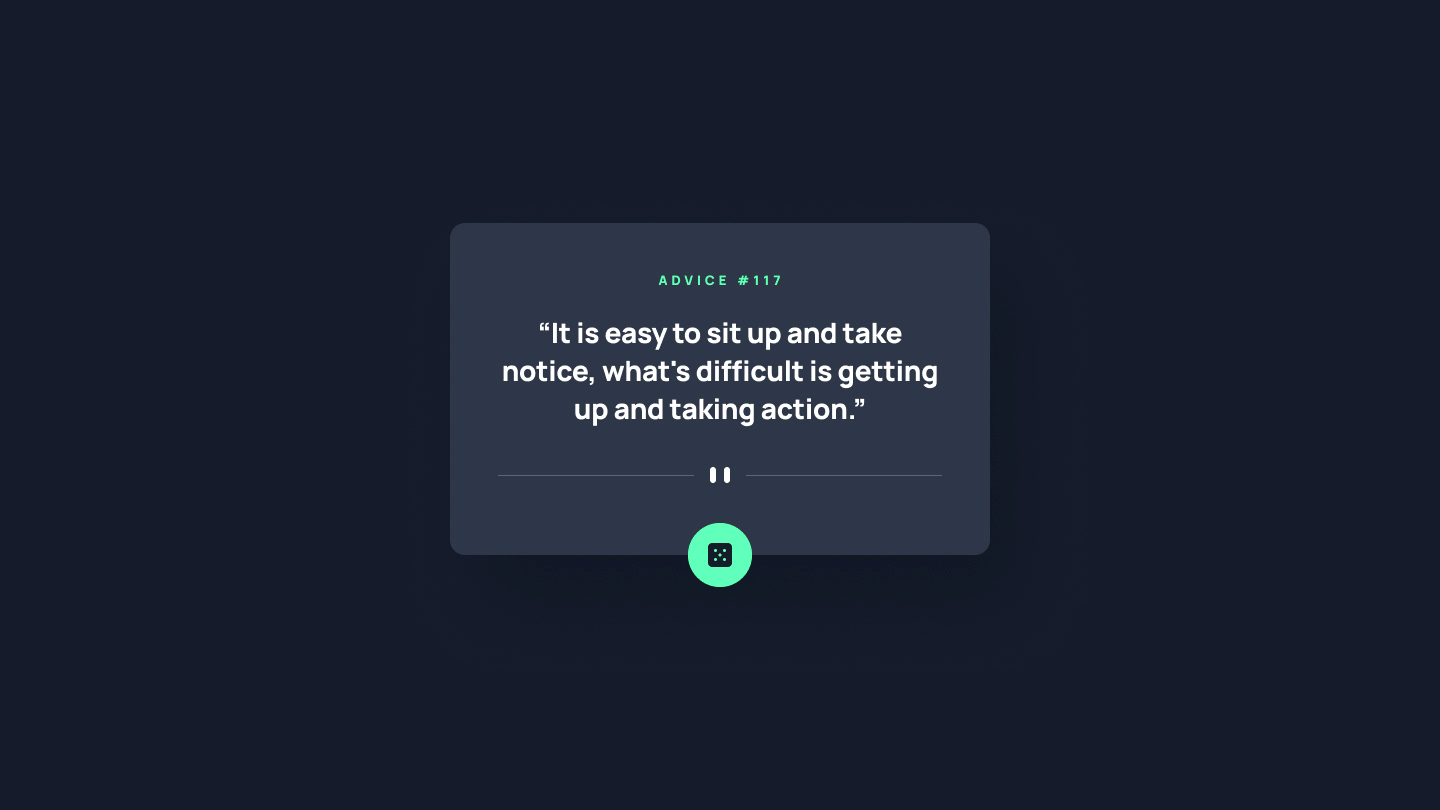 ADVICE #117
“It is easy to sit up and take
notice, what's difficult is getting
up and taking action.”